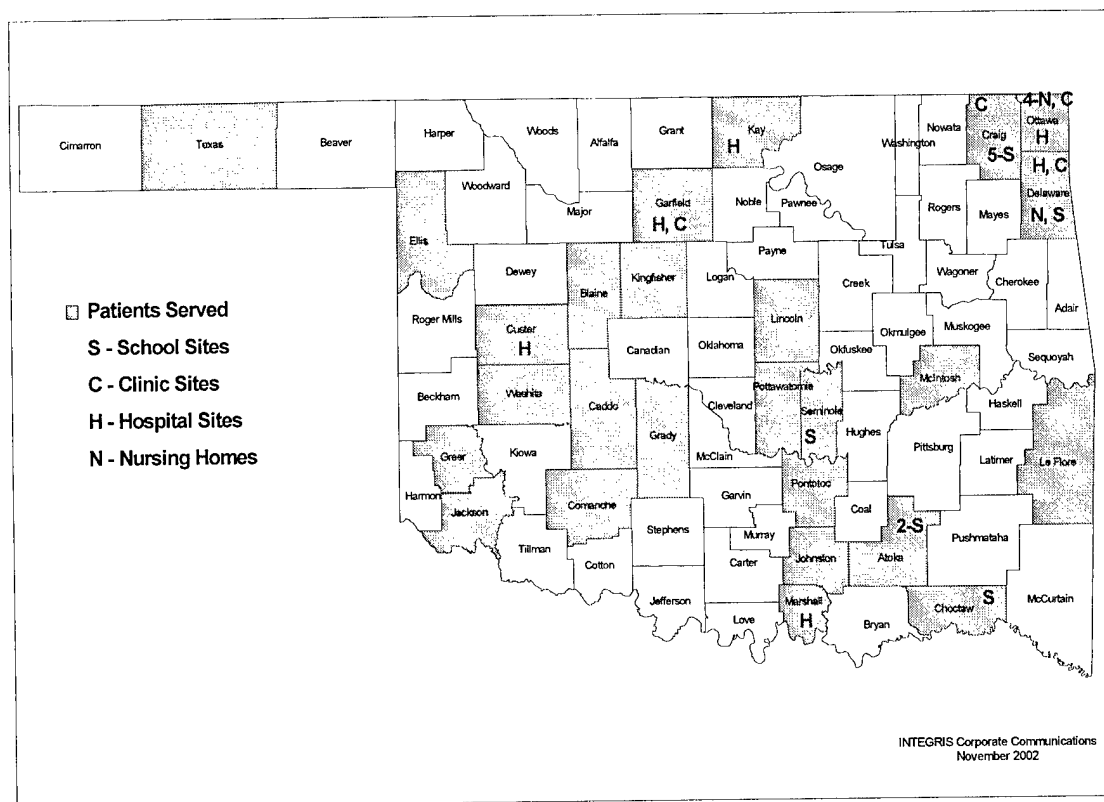 4-N, C
C
Cimarron
Texas
Beaver
Harper
Woods
Alfalfa
Grant
Kay
H
Osage
Washington
Nowata
Craig
5-S
Ottawa
H
H, C
Delaware
N, S
Woodward
Major
Garfield
H, C
Noble
Pawnee
Rogers
Mayes
Ellis
Dewey
Blaine
Kingfisher
Logan
Payne
Creek
Tulsa
Wagoner
Cherokee
Adair
Roger Mills
Custer
H
Canadian
Oklahoma
Lincoln
Okfuskee
Okmulgee
Muskogee
Sequoyah
Beckham
Washita
Caddo
Grady
Cleveland
Pottawatomie
Seminole
S
Hughes
McIntosh
Haskell
Pittsburg
Latimer
Le Flore
Greer
Kiowa
McClain
Harmon
Jackson
Comanche
Stephens
Garvin
Pontotoc
Coal
2-S
Atoka
Pushmataha
Tillman
Cotton
Murray
Carter
Johnston
Jefferson
Love
Marshall
H
Bryan
Choctaw
S
McCurtain
Patients Served
S - School Sites
C - Clinic Sites
H - Hospital Sites
N - Nursing Homes
INTEGRIS Corporate Communications
November 2002